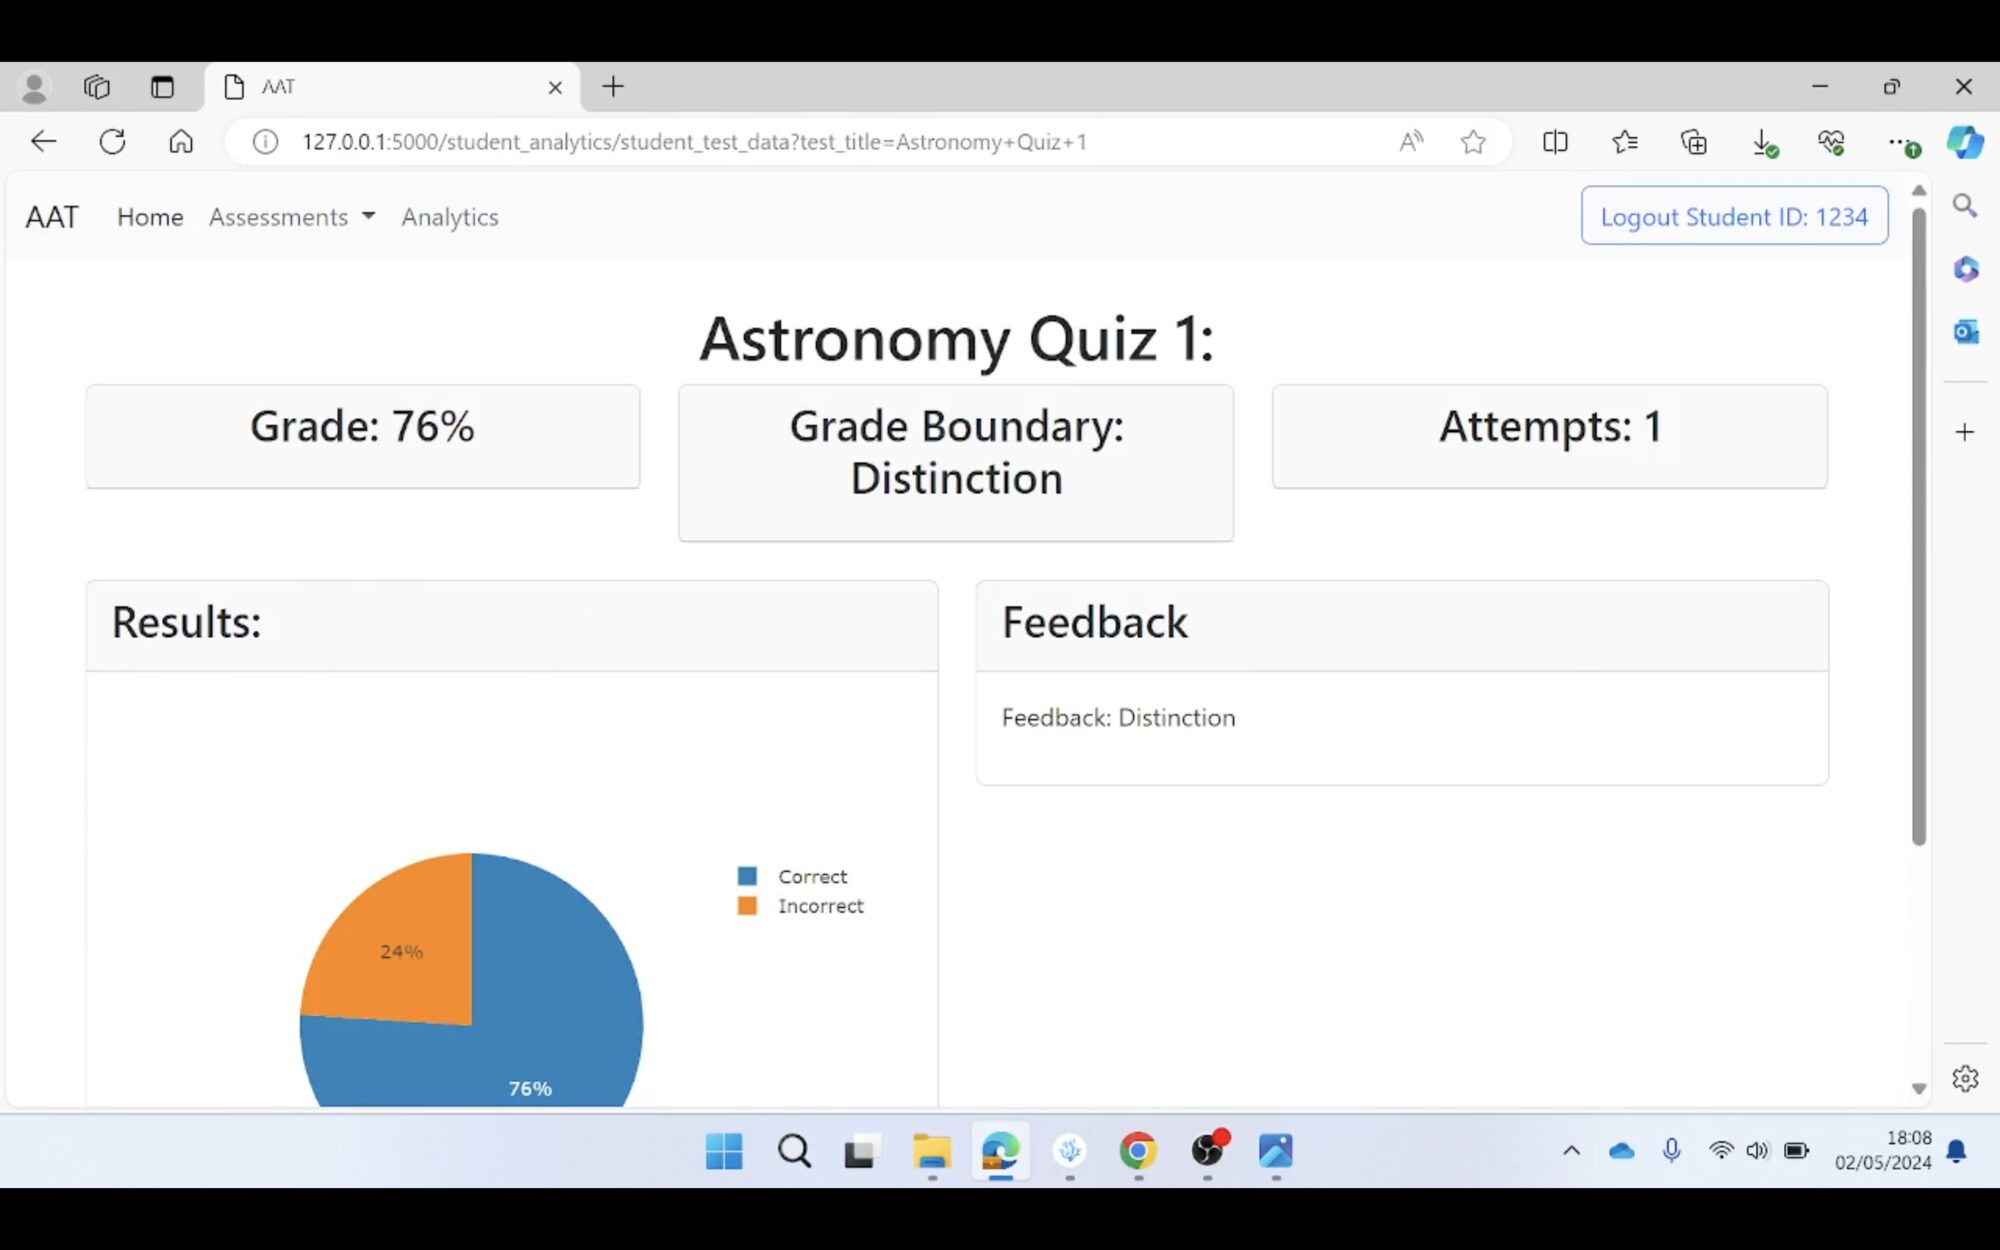 AAT
127.0.0.1:5000/student_analytics/student_test_data?test_title=Astronomy+Quiz+1
AAT Home Assessments Analytics Logout Student ID: 1234
Astronomy Quiz 1:
Grade: 76%
Grade Boundary:
Distinction
Attempts: 1
Results:
Feedback
Feedback: Distinction
Correct
Incorrect
24%
76%
18:08
02/05/2024